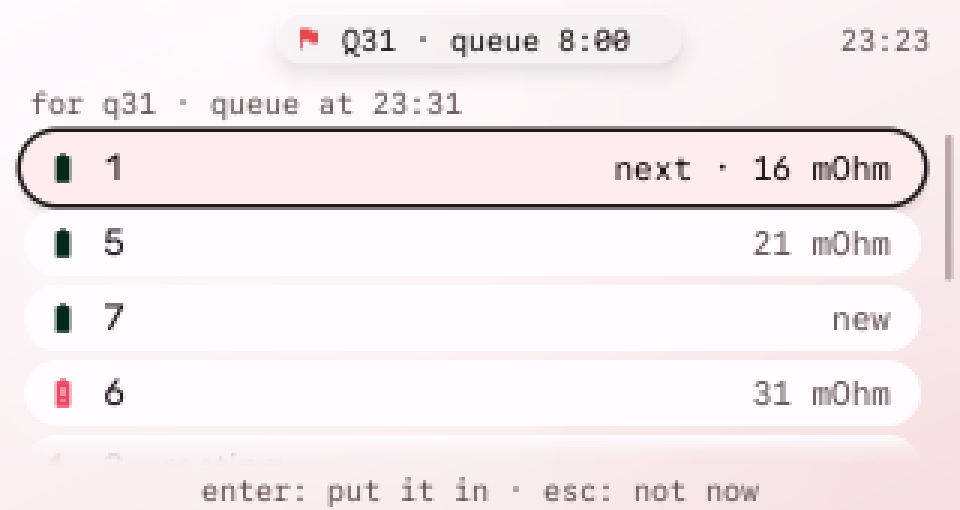 Q31 · queue 8:00
23:23
for q31 · queue at 23:31
1 next · 16 mOhm
5 21 mOhm
7 new
6 31 mOhm
enter: put it in · esc: not now